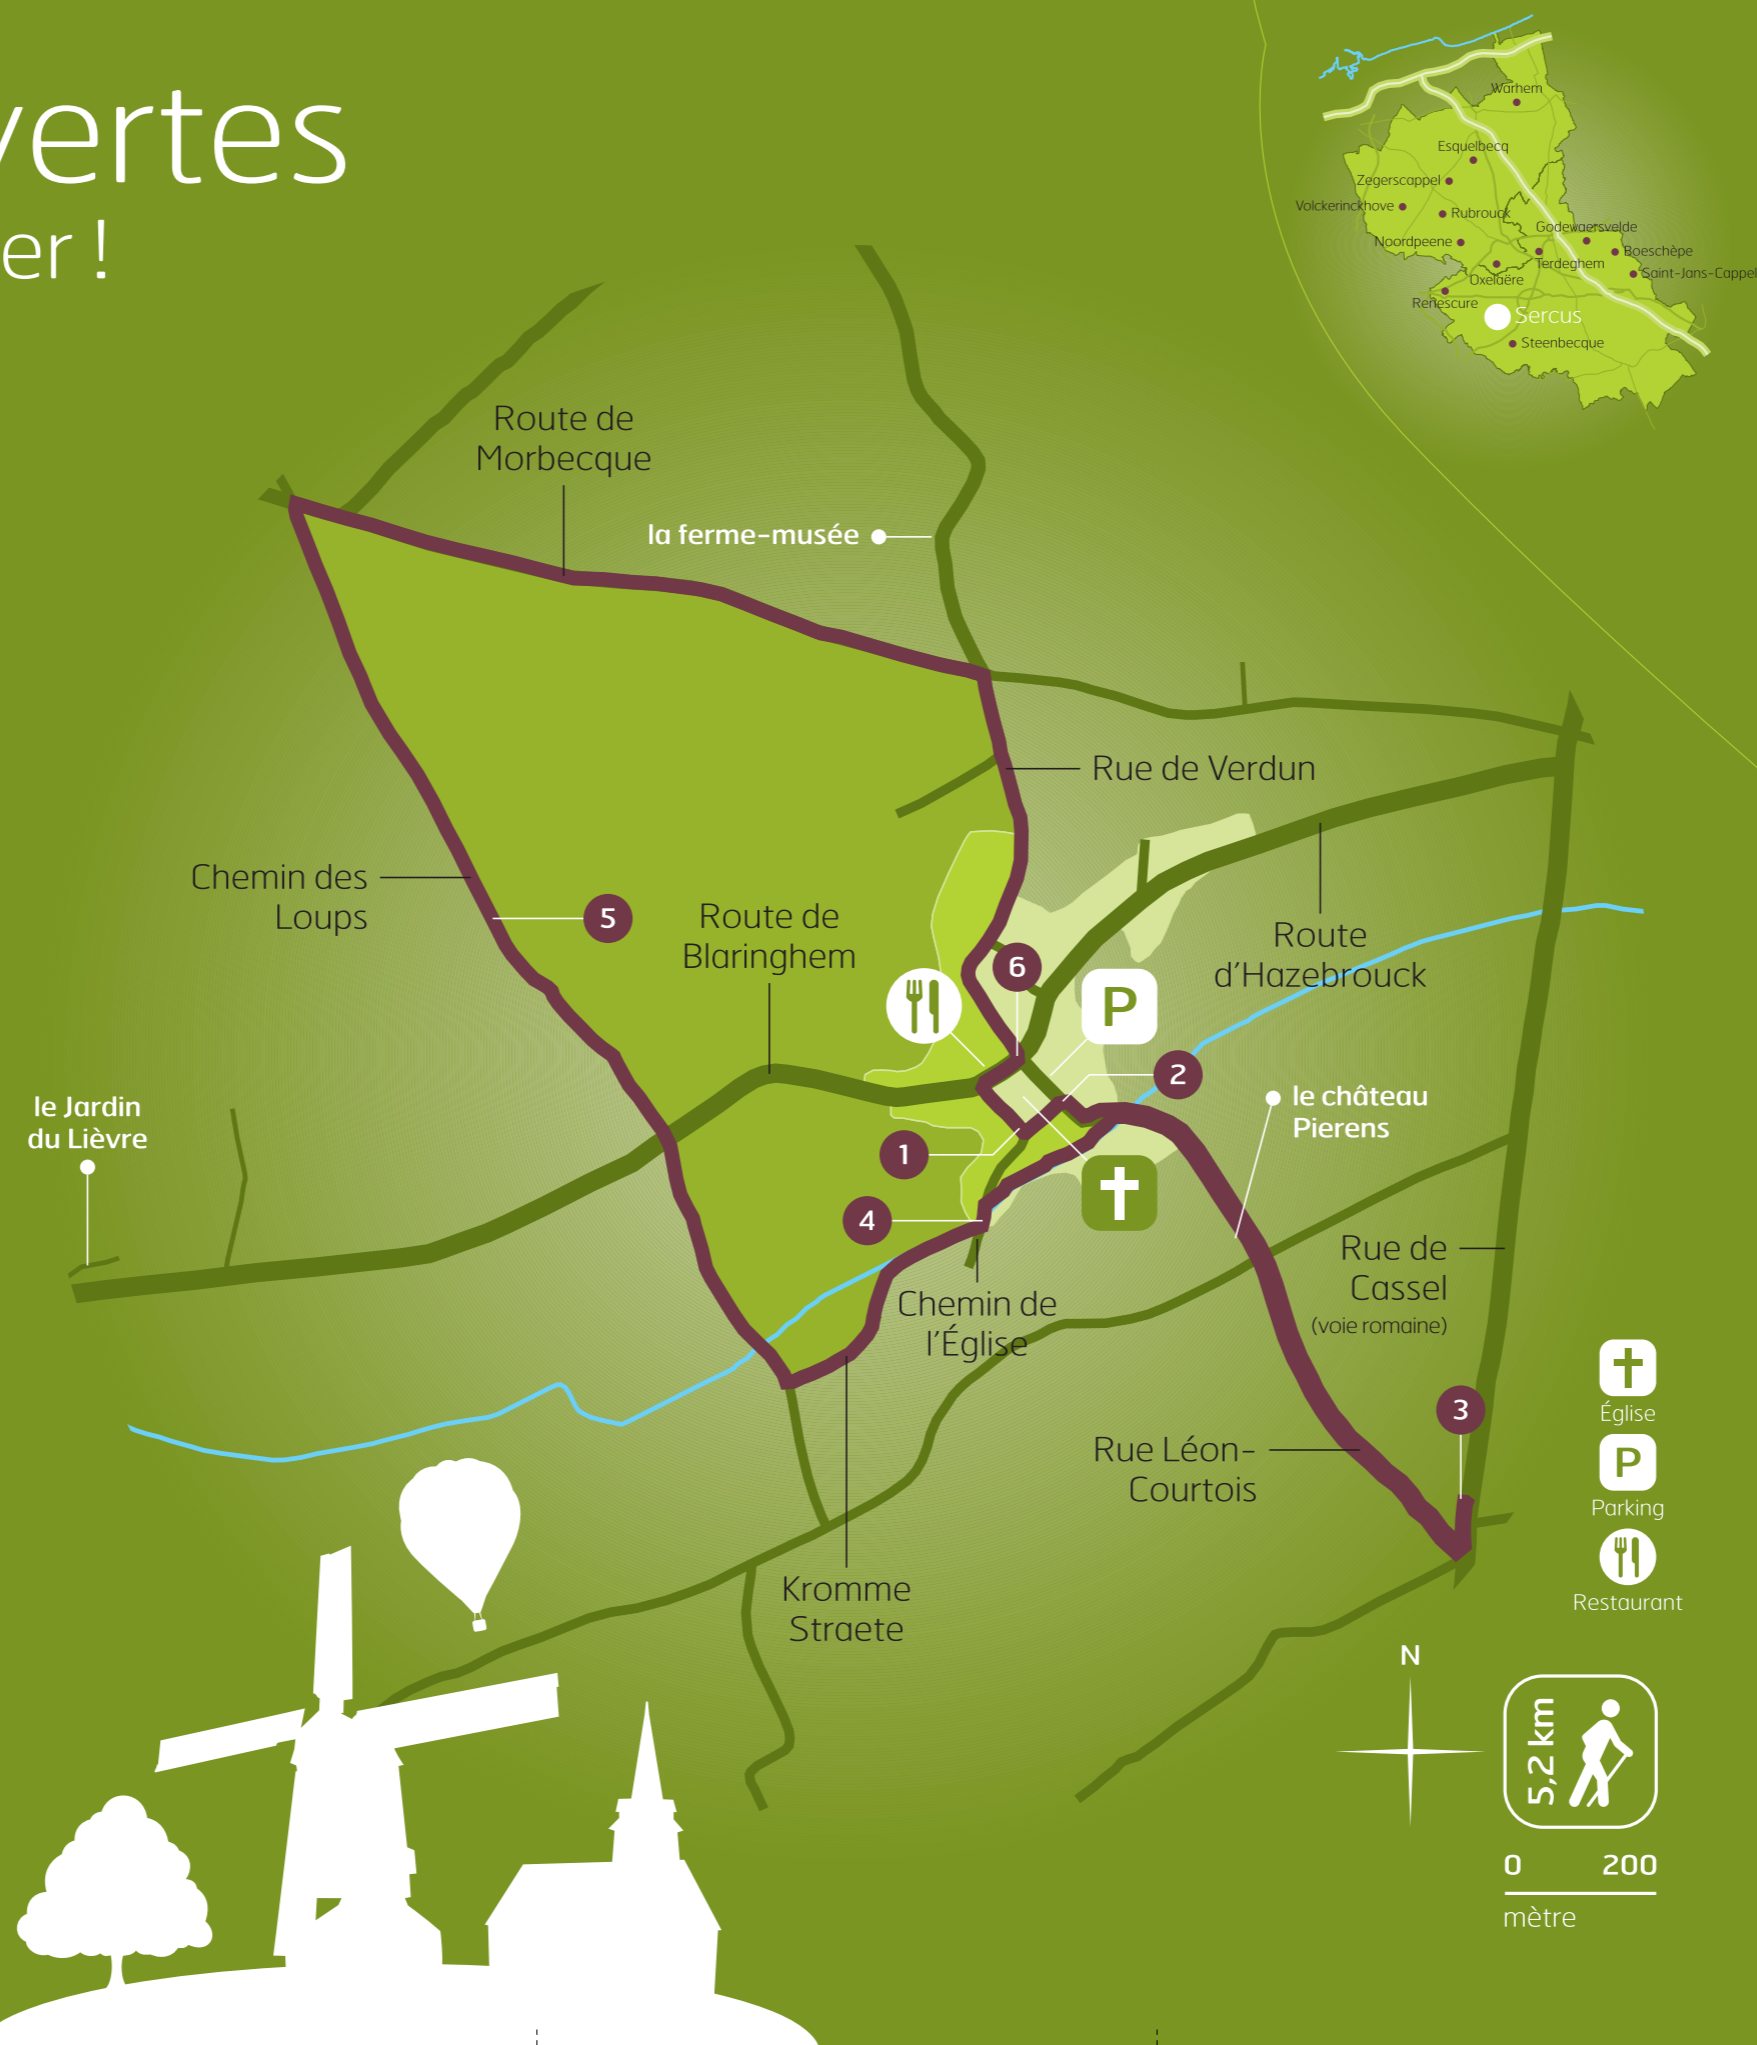 vertes
er !
Warhem
Esquelbecq
Zegerscappel
Volckerinckhove
Rubrouck
Godewaersvelde
Noordpeene
Boeschèpe
Terdeghem
Saint-Jans-Cappel
Oxelaëre
Renescure
Sercus
Steenbecque
Route de
Morbecque
la ferme-musée
Rue de Verdun
Chemin des
Loups
5
Route de
Blaringhem
6
P
Route
d'Hazebrouck
2
le Jardin
du Lièvre
le château
Pierens
1
4
Rue de
Cassel
(voie romaine)
Chemin de
l'Église
3
Église
P
Parking
Restaurant
Rue Léon-
Courtois
Kromme
Straete
N
5,2 km
0 200
mètre